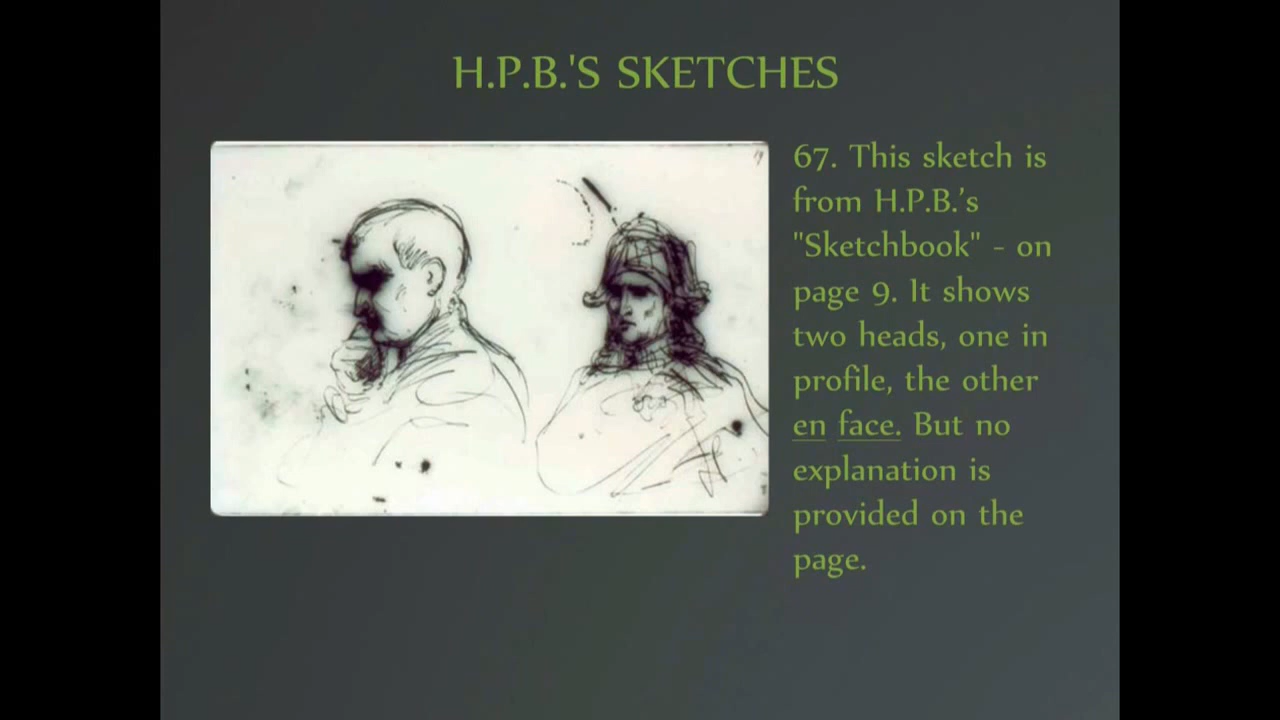 H.P.B.'S SKETCHES
67. This sketch is
from H.P.B.'s
"Sketchbook" - on
page 9. It shows
two heads, one in
profile, the other
en face. But no
explanation is
provided on the
page.